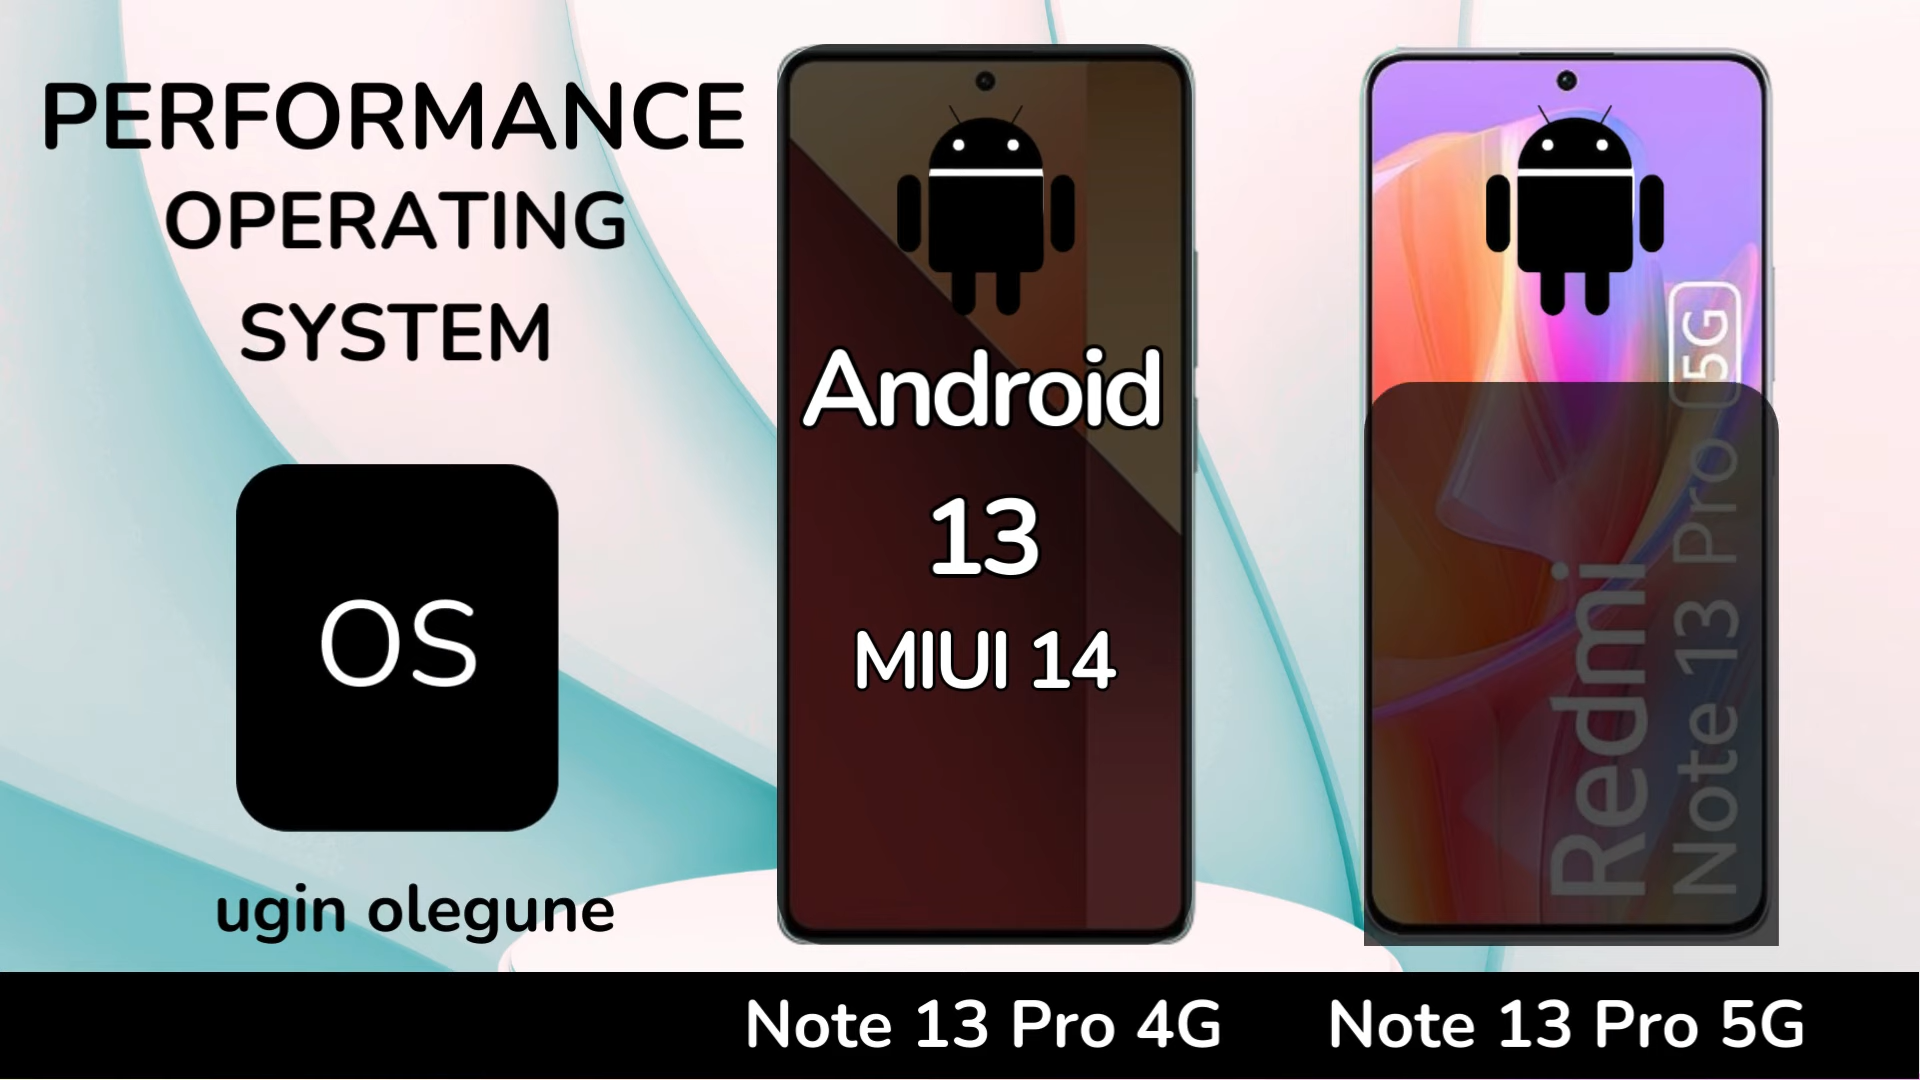 PERFORMANCE
OPERATING
SYSTEM
OS
ugin olegune
Android
13
MIUI 14
Redmi
Note 13 Pro 5G
Note 13 Pro 4G
Note 13 Pro 5G